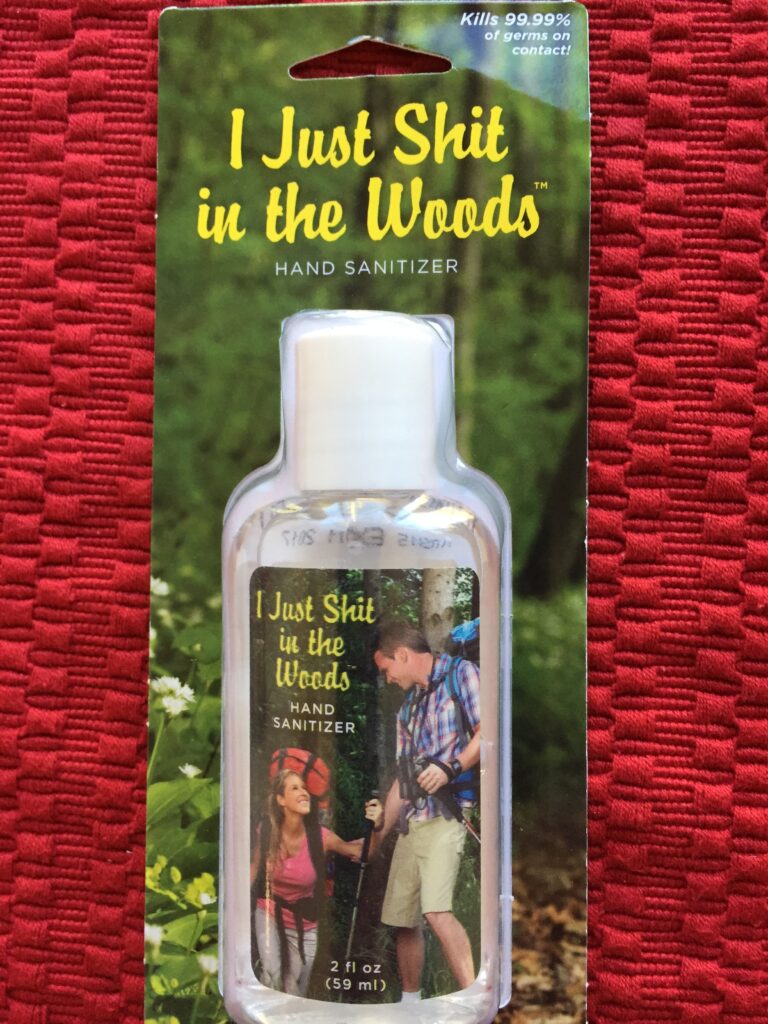 Kills 99.99%
of germs on
contact!
I Just Shit
in the Woods™
HAND SANITIZER
I Just Shit
in the
Woods
HAND
SANITIZER
2 fl oz
(59 ml)